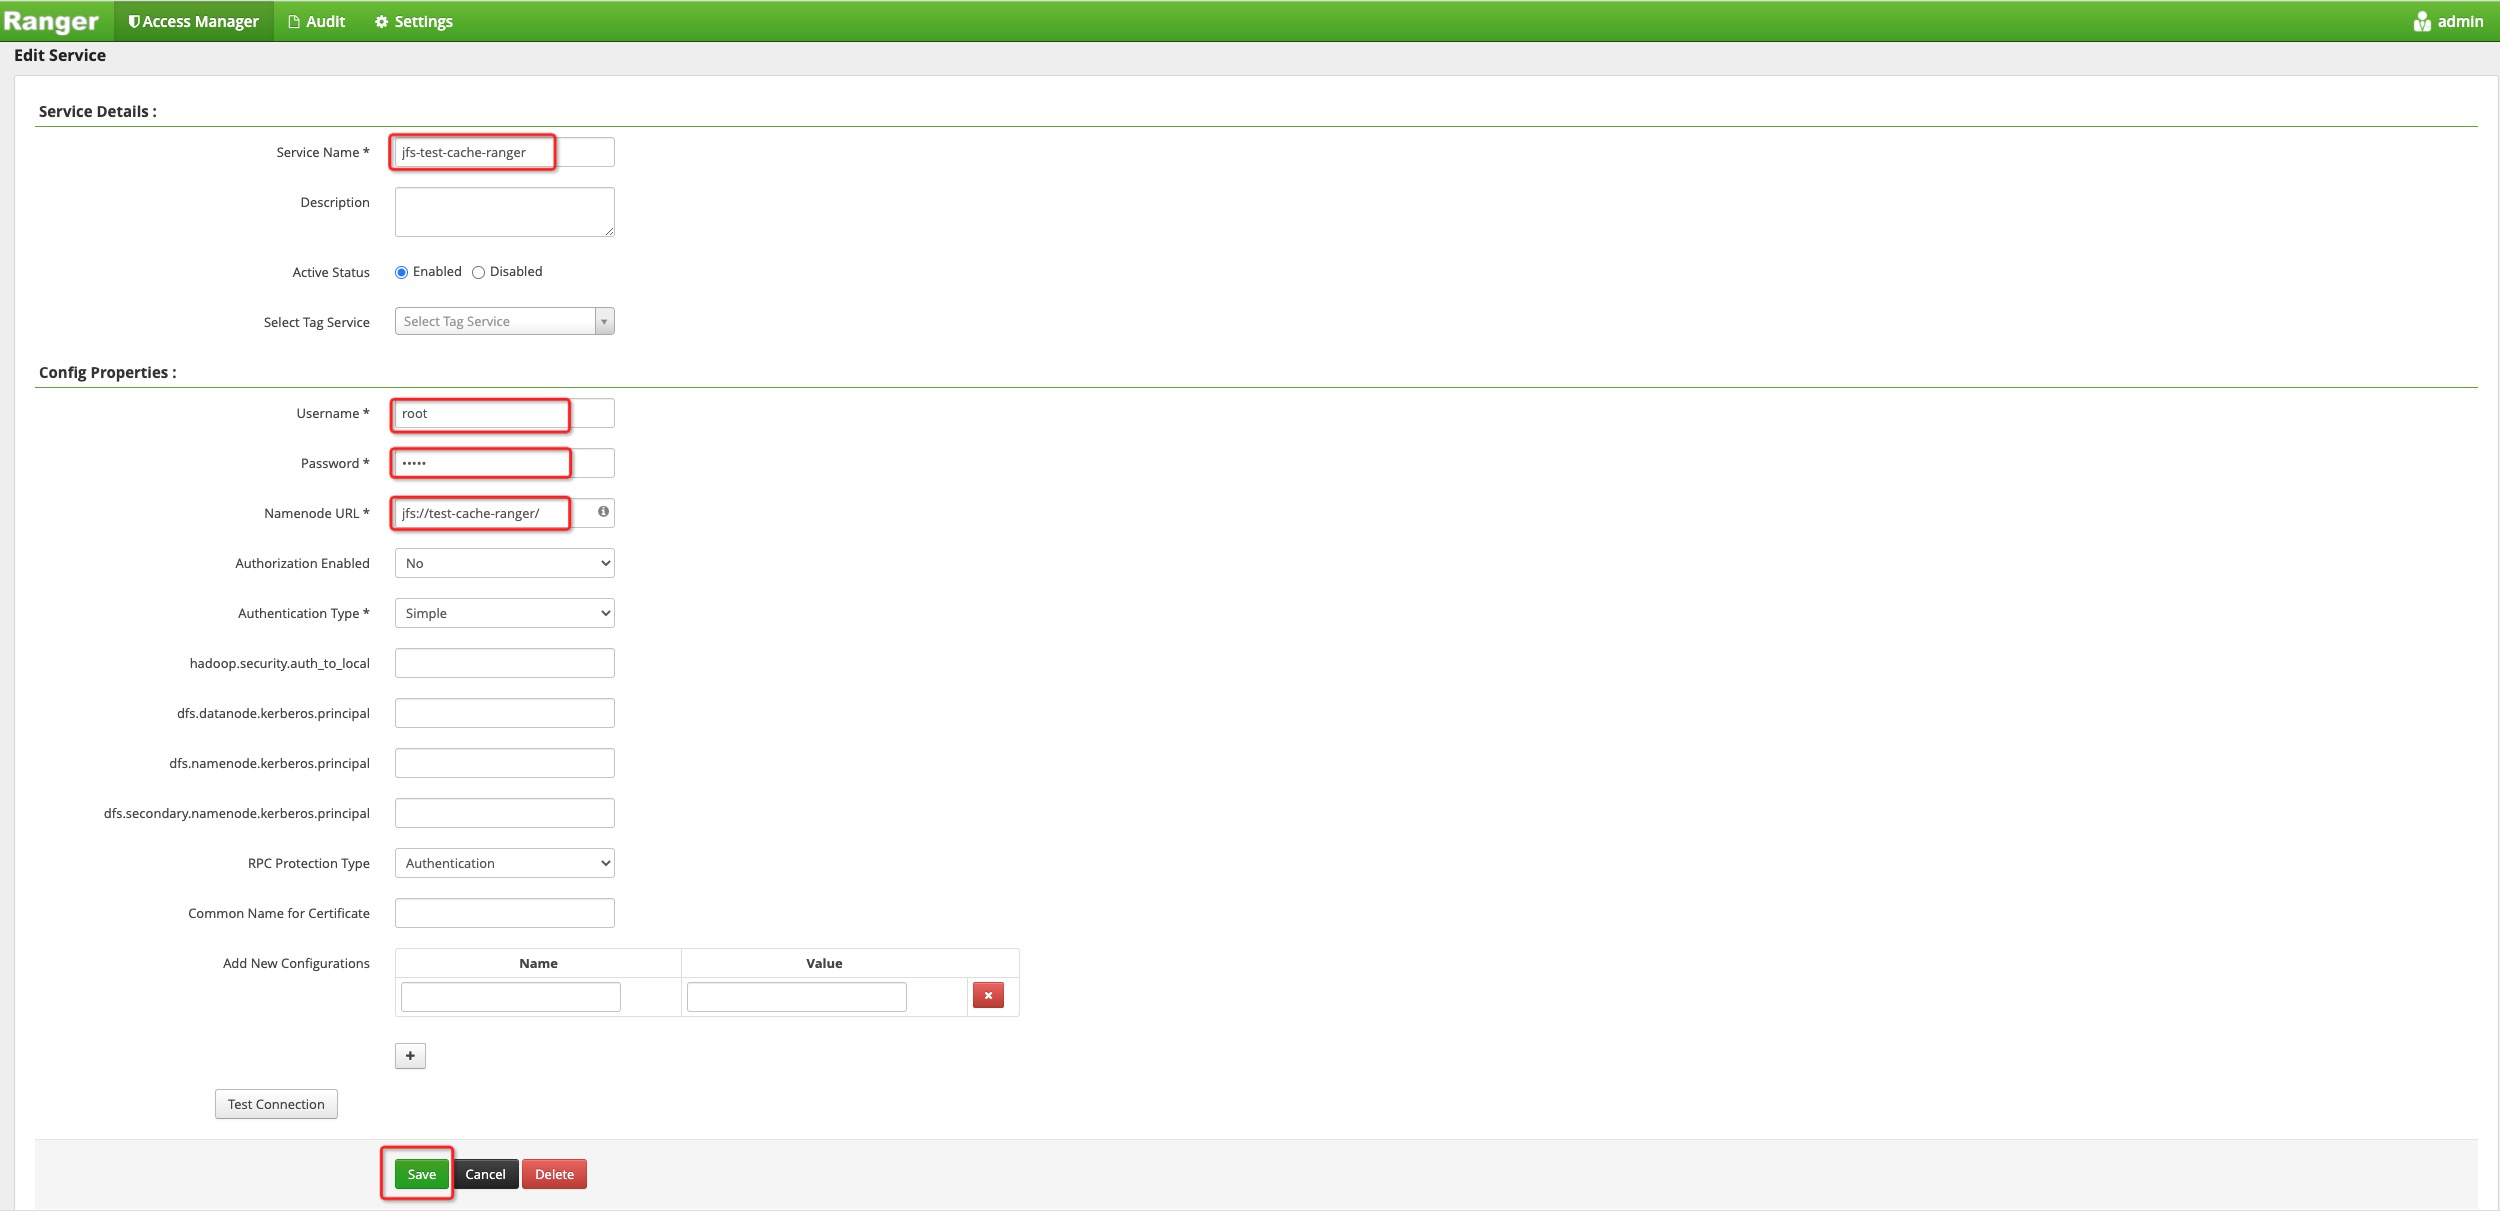 Ranger Access Manager Audit Settings admin
Edit Service
Service Details :
Service Name * jfs-test-cache-ranger
Description
Active Status Enabled Disabled
Select Tag Service Select Tag Service
Config Properties :
Username * root
Password * •••••
Namenode URL * jfs://test-cache-ranger/
Authorization Enabled No
Authentication Type * Simple
hadoop.security.auth_to_local
dfs.datanode.kerberos.principal
dfs.namenode.kerberos.principal
dfs.secondary.namenode.kerberos.principal
RPC Protection Type Authentication
Common Name for Certificate
Add New Configurations Name Value
Test Connection
Save Cancel Delete